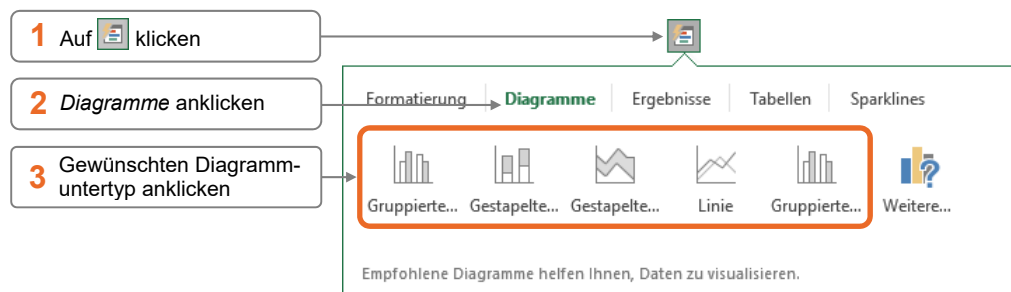 1 Auf klicken
2 Diagramme anklicken
3 Gewünschten Diagramm-
untertyp anklicken
Formatierung Diagramme Ergebnisse Tabellen Sparklines
Gruppierte... Gestapelte... Gestapelte... Linie Gruppierte... Weitere...
Empfohlene Diagramme helfen Ihnen, Daten zu visualisieren.